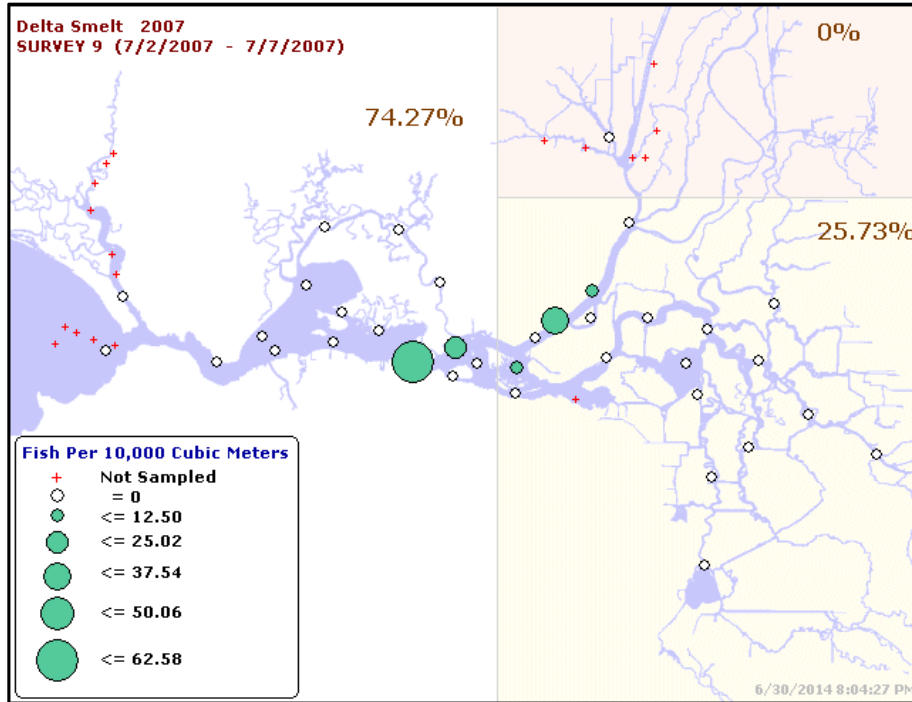 Delta Smelt 2007
SURVEY 9 (7/2/2007 - 7/7/2007)
0%
74.27%
25.73%
Fish Per 10,000 Cubic Meters
Not Sampled
= 0
<= 12.50
<= 25.02
<= 37.54
<= 50.06
<= 62.58
6/30/2014 8:04:27 PM